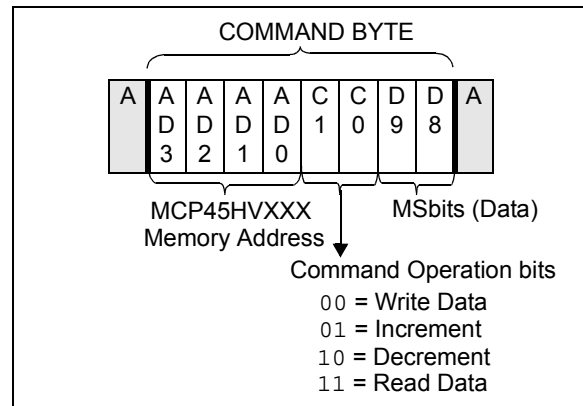 COMMAND BYTE
A A A A A C C D D A
D D D D 1 0 9 8
3 2 1 0
MCP45HVXXX
Memory Address
MSbits (Data)
Command Operation bits
00 = Write Data
01 = Increment
10 = Decrement
11 = Read Data